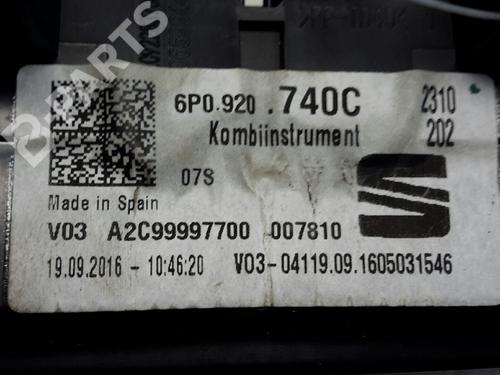 B-PARTS
6P0.920 .740C 2310
Kombiinstrument 202
07S
Made in Spain
V03 A2C99997700 007810
19.09.2016 - 10:46:20 V03-04119.09.1605031546